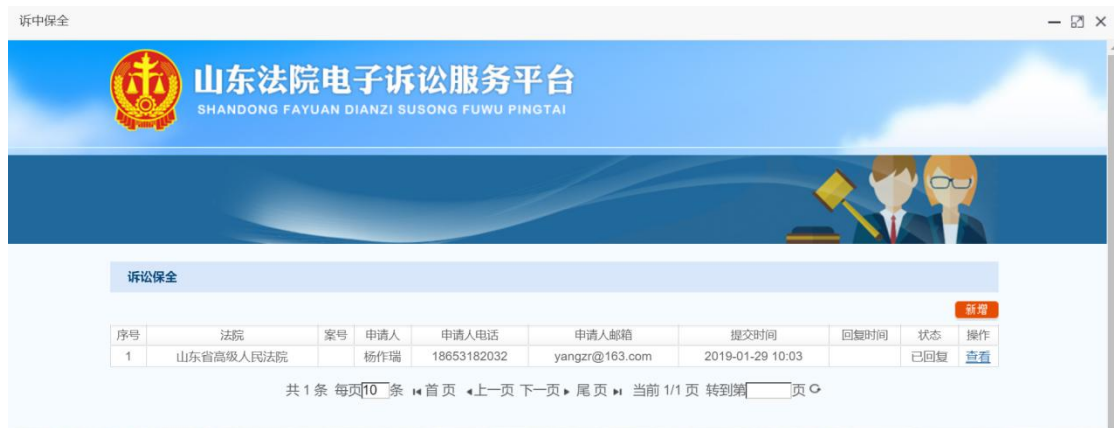 诉中保全
山东法院电子诉讼服务平台
SHANDONG FAYUAN DIANZI SUSONG FUWU PINGTAI
诉讼保全
新增
序号 法院 案号 申请人 申请人电话 申请人邮箱 提交时间 回复时间 状态 操作
1 山东省高级人民法院 杨作瑞 18653182032 yangzr@163.com 2019-01-29 10:03 已回复 查看
共 1 条 每页 10 条 首页 上一页 下一页 尾页 当前 1/1 页 转到第 页